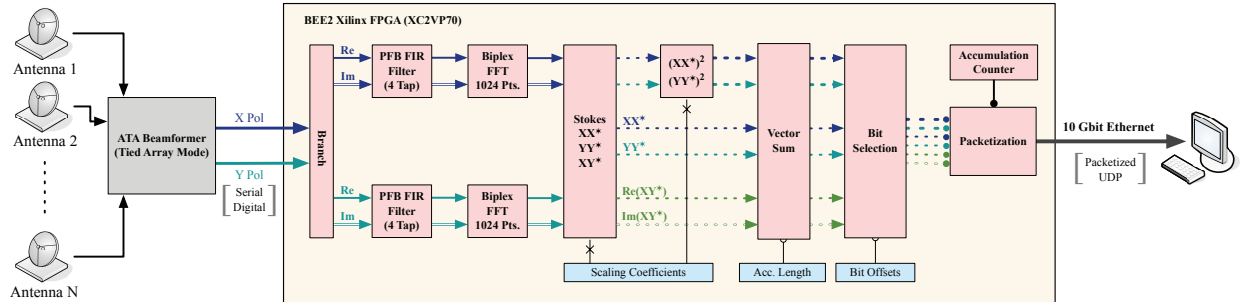 BEE2 Xilinx FPGA (XC2VP70)
Antenna 1
Antenna 2
Antenna N
ATA Beamformer
(Tied Array Mode)
X Pol
Y Pol
Serial
Digital
Branch
Re
Im
PFB FIR
Filter
(4 Tap)
Biplex
FFT
1024 Pts.
Re
Im
PFB FIR
Filter
(4 Tap)
Biplex
FFT
1024 Pts.
Stokes
XX*
YY*
XY*
(XX*)²
(YY*)²
XX*
YY*
Re(XY*)
Im(XY*)
Scaling Coefficients
Vector
Sum
Acc. Length
Bit
Selection
Bit Offsets
Accumulation
Counter
Packetization
10 Gbit Ethernet
Packetized
UDP